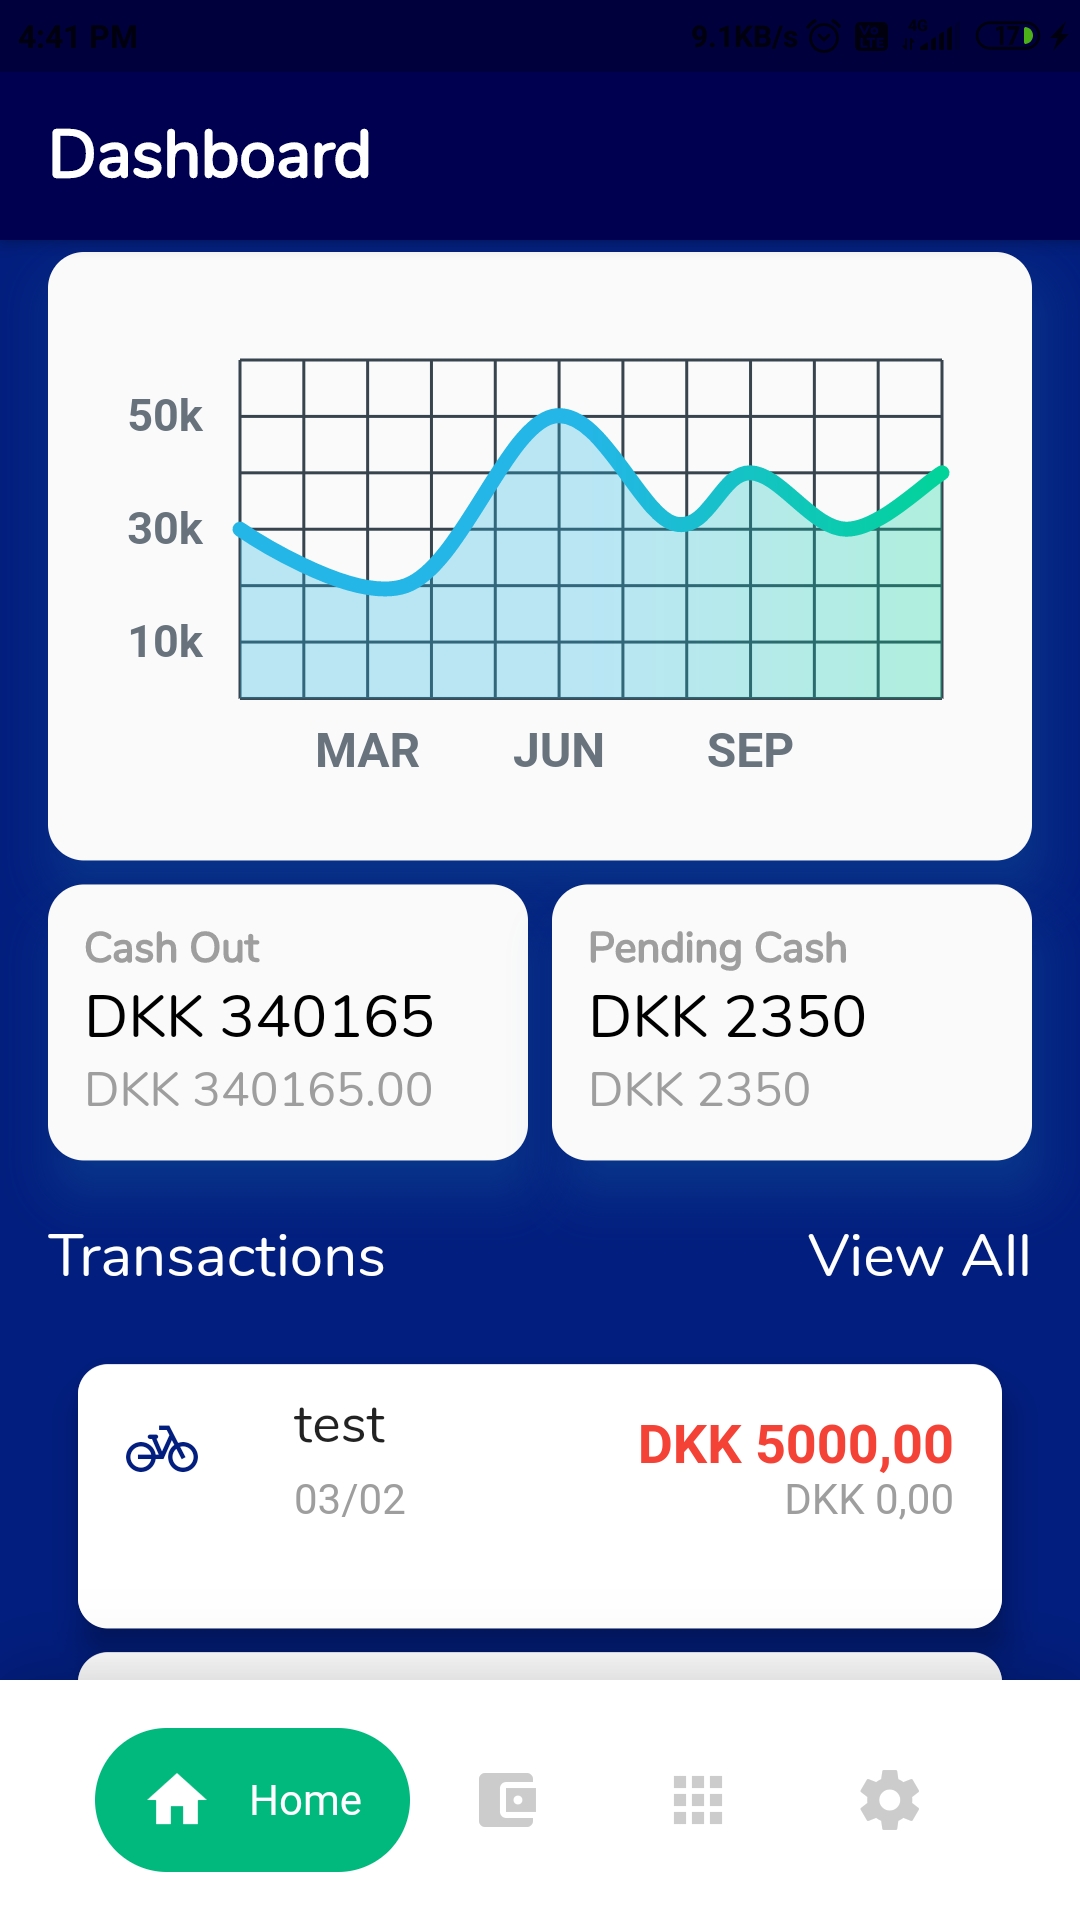 4:41 PM 9.1KB/s 4G 17
Dashboard
50k
30k
10k
MAR JUN SEP
Cash Out
DKK 340165
DKK 340165.00
Pending Cash
DKK 2350
DKK 2350
Transactions View All
test
03/02
DKK 5000,00
DKK 0,00
Home